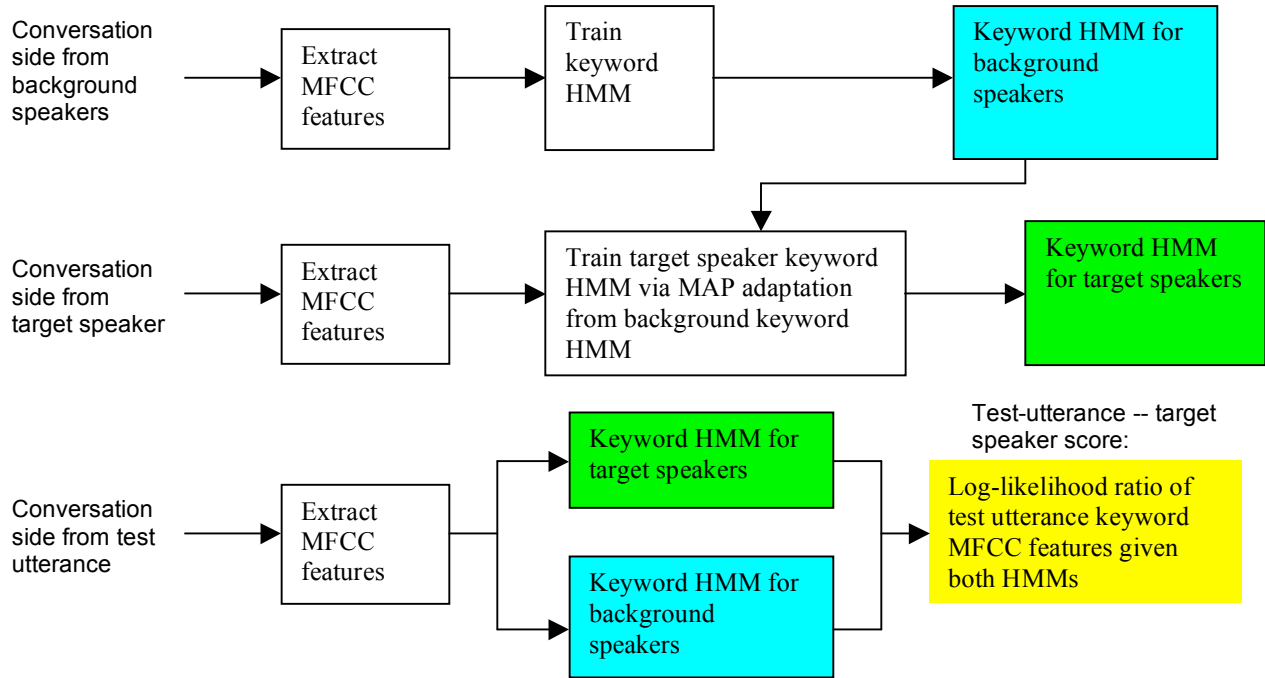 Conversation
side from
background
speakers
Extract
MFCC
features
Train
keyword
HMM
Keyword HMM for
background
speakers
Conversation
side from
target speaker
Extract
MFCC
features
Train target speaker keyword
HMM via MAP adaptation
from background keyword
HMM
Keyword HMM
for target speakers
Conversation
side from test
utterance
Extract
MFCC
features
Keyword HMM for
target speakers
Keyword HMM for
background
speakers
Test-utterance -- target
speaker score:
Log-likelihood ratio of
test utterance keyword
MFCC features given
both HMMs